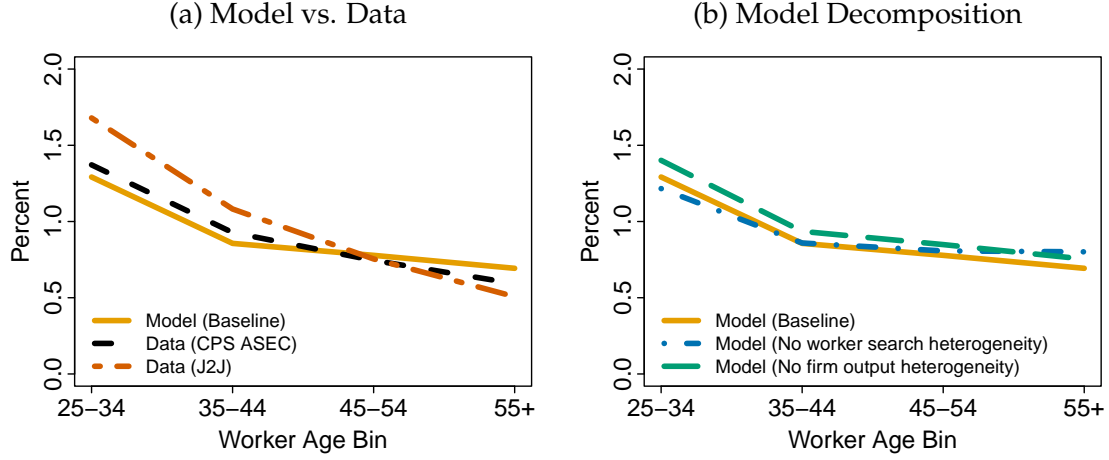 (a) Model vs. Data
2.0
1.5
1.0
0.5
0.0
Percent
Model (Baseline)
Data (CPS ASEC)
Data (J2J)
25–34 35–44 45–54 55+
Worker Age Bin
(b) Model Decomposition
2.0
1.5
1.0
0.5
0.0
Percent
Model (Baseline)
Model (No worker search heterogeneity)
Model (No firm output heterogeneity)
25–34 35–44 45–54 55+
Worker Age Bin